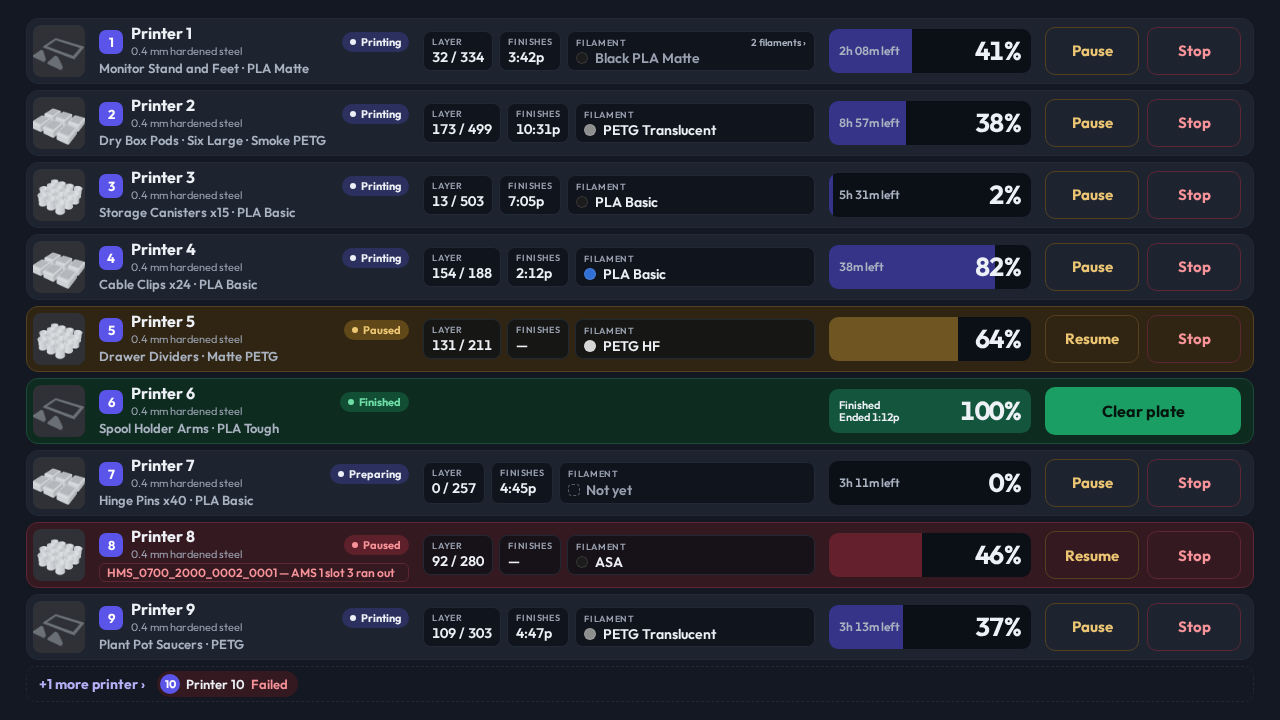 1
Printer 1
0.4 mm hardened steel
Monitor Stand and Feet · PLA Matte
Printing
LAYER
32 / 334
FINISHES
3:42p
FILAMENT
2 filaments ›
Black PLA Matte
2h 08m left
41%
Pause
Stop
2
Printer 2
0.4 mm hardened steel
Dry Box Pods · Six Large · Smoke PETG
Printing
LAYER
173 / 499
FINISHES
10:31p
FILAMENT
PETG Translucent
8h 57m left
38%
Pause
Stop
3
Printer 3
0.4 mm hardened steel
Storage Canisters x15 · PLA Basic
Printing
LAYER
13 / 503
FINISHES
7:05p
FILAMENT
PLA Basic
5h 31m left
2%
Pause
Stop
4
Printer 4
0.4 mm hardened steel
Cable Clips x24 · PLA Basic
Printing
LAYER
154 / 188
FINISHES
2:12p
FILAMENT
PLA Basic
38m left
82%
Pause
Stop
5
Printer 5
0.4 mm hardened steel
Drawer Dividers · Matte PETG
Paused
LAYER
131 / 211
FINISHES
—
FILAMENT
PETG HF
64%
Resume
Stop
6
Printer 6
0.4 mm hardened steel
Spool Holder Arms · PLA Tough
Finished
Finished
Ended 1:12p
100%
Clear plate
7
Printer 7
0.4 mm hardened steel
Hinge Pins x40 · PLA Basic
Preparing
LAYER
0 / 257
FINISHES
4:45p
FILAMENT
Not yet
3h 11m left
0%
Pause
Stop
8
Printer 8
0.4 mm hardened steel
HMS_0700_2000_0002_0001 — AMS 1 slot 3 ran out
Paused
LAYER
92 / 280
FINISHES
—
FILAMENT
ASA
46%
Resume
Stop
9
Printer 9
0.4 mm hardened steel
Plant Pot Saucers · PETG
Printing
LAYER
109 / 303
FINISHES
4:47p
FILAMENT
PETG Translucent
3h 13m left
37%
Pause
Stop
+1 more printer ›
10
Printer 10 Failed